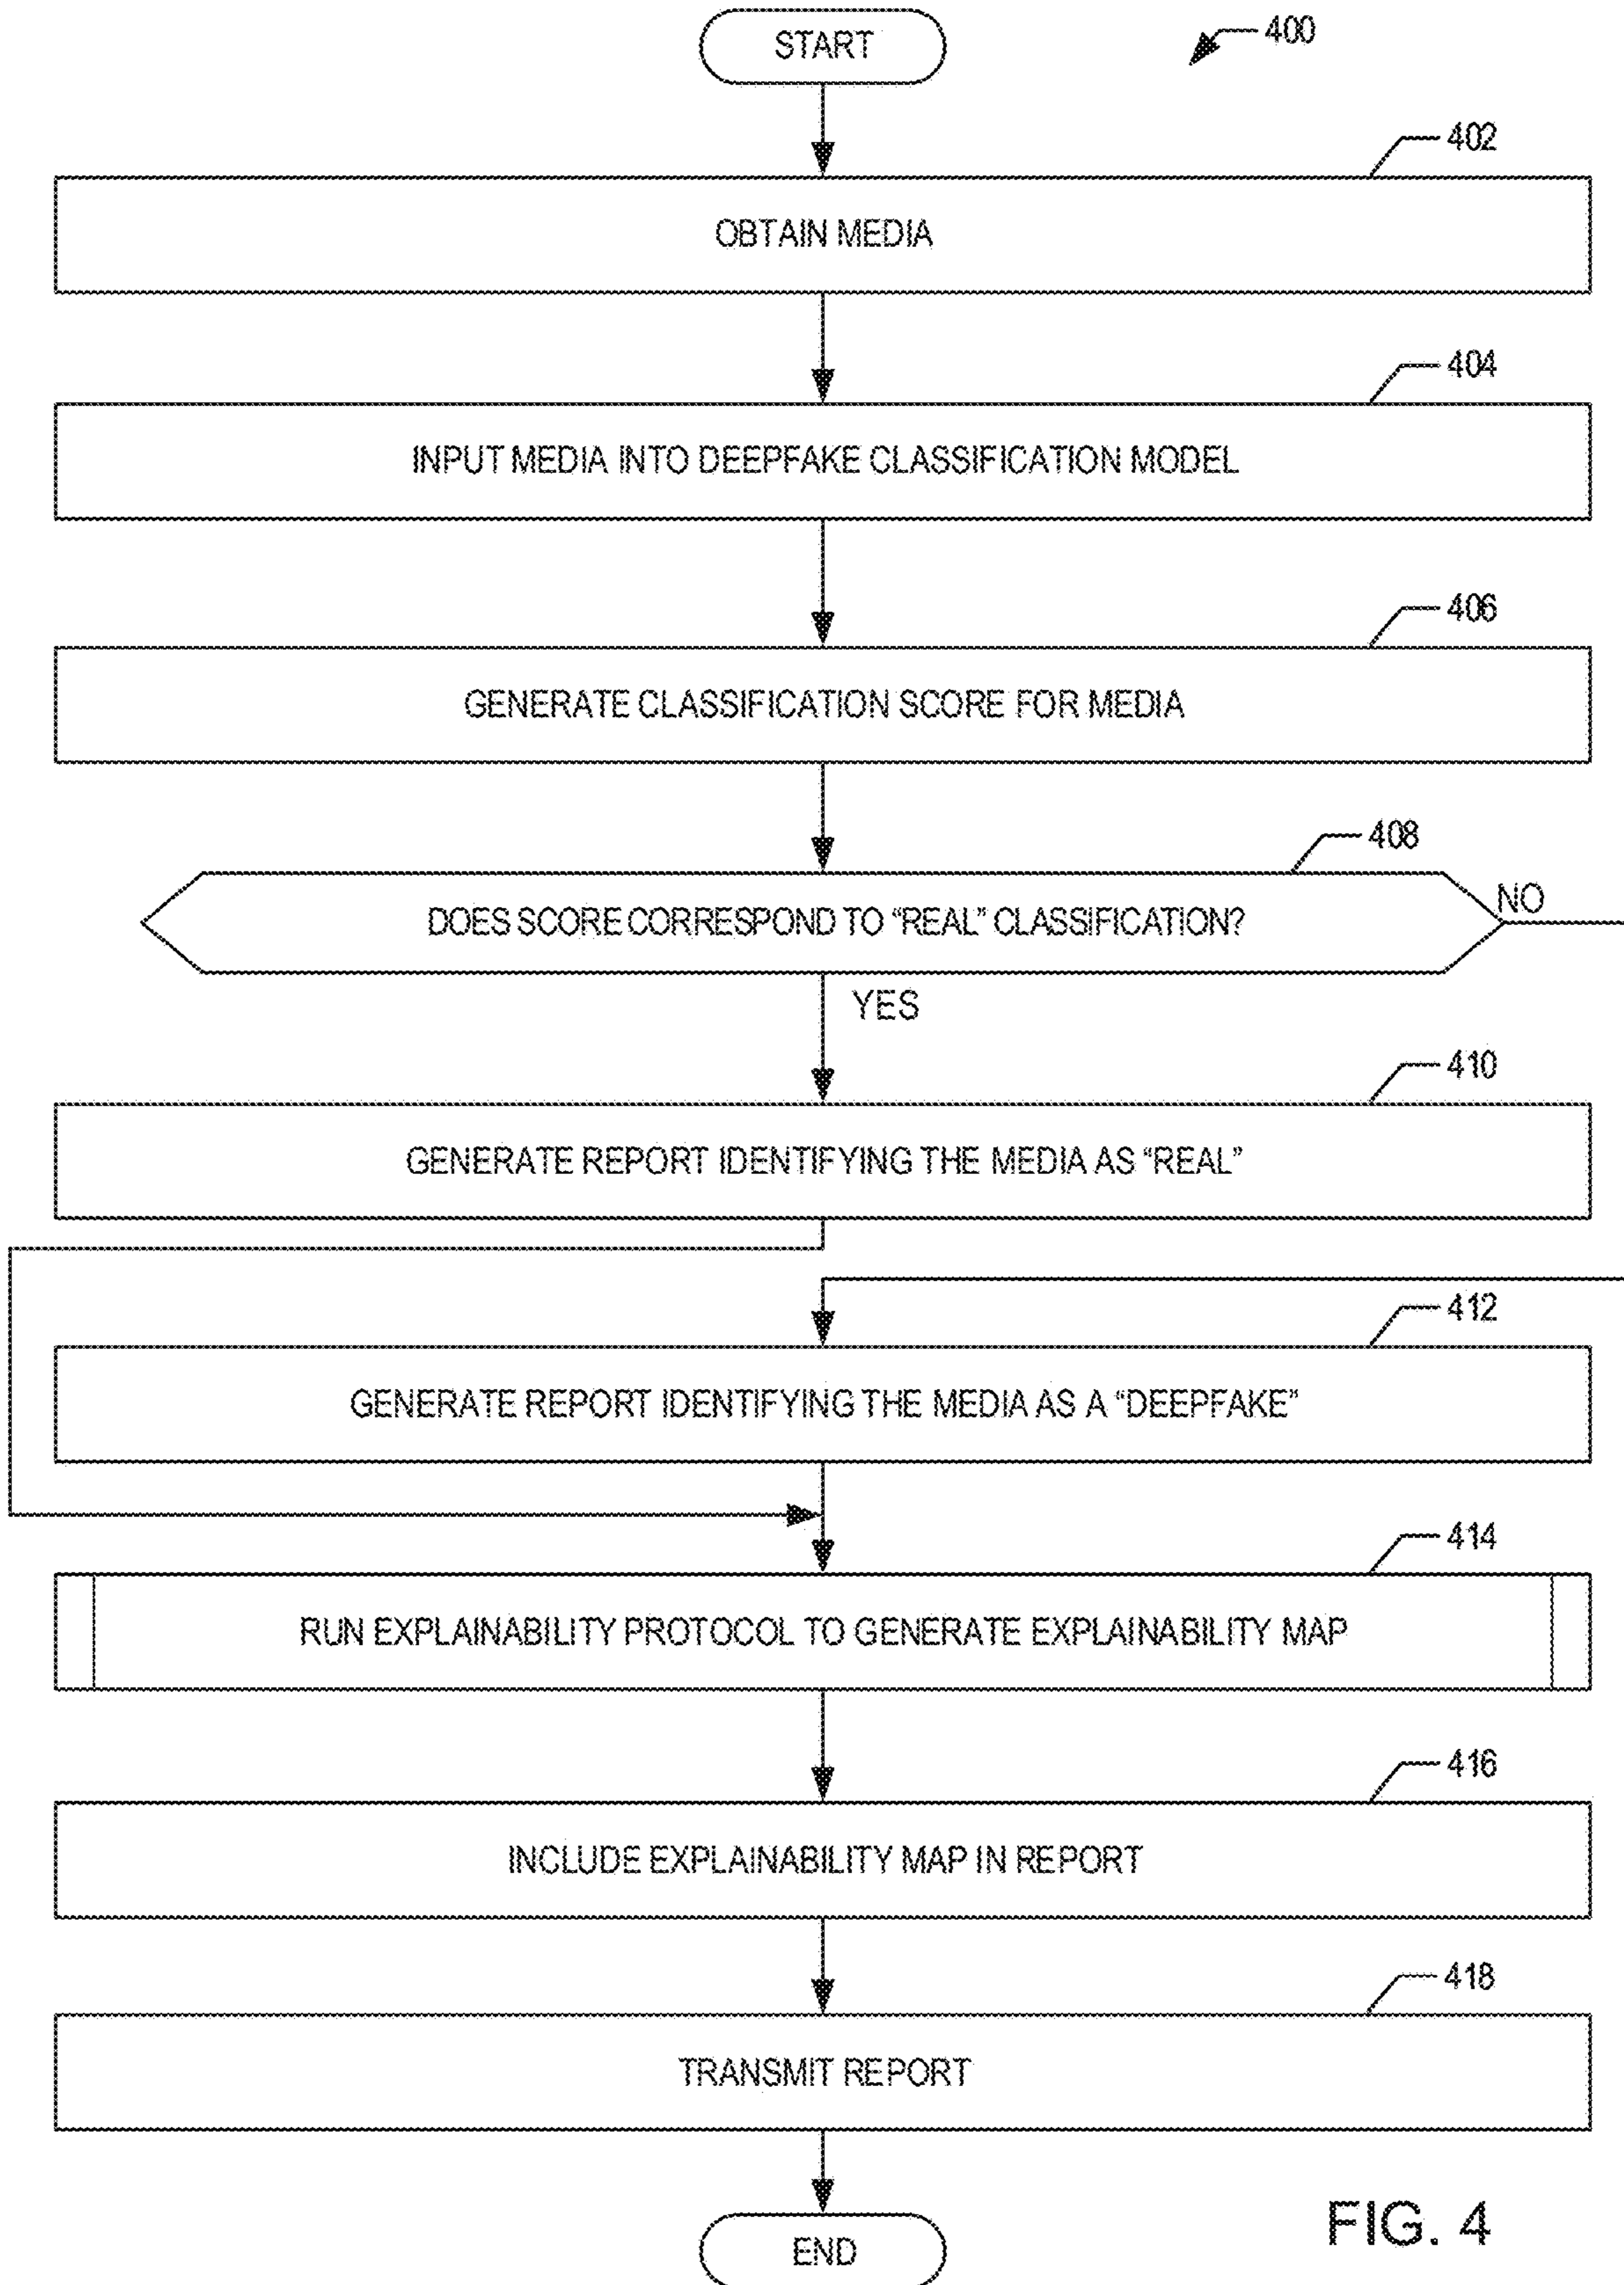 START
400
402
OBTAIN MEDIA
404
INPUT MEDIA INTO DEEPFAKE CLASSIFICATION MODEL
406
GENERATE CLASSIFICATION SCORE FOR MEDIA
408
DOES SCORE CORRESPOND TO “REAL” CLASSIFICATION?
NO
YES
410
GENERATE REPORT IDENTIFYING THE MEDIA AS “REAL”
412
GENERATE REPORT IDENTIFYING THE MEDIA AS A “DEEPFAKE”
414
RUN EXPLAINABILITY PROTOCOL TO GENERATE EXPLAINABILITY MAP
416
INCLUDE EXPLAINABILITY MAP IN REPORT
418
TRANSMIT REPORT
END
FIG. 4